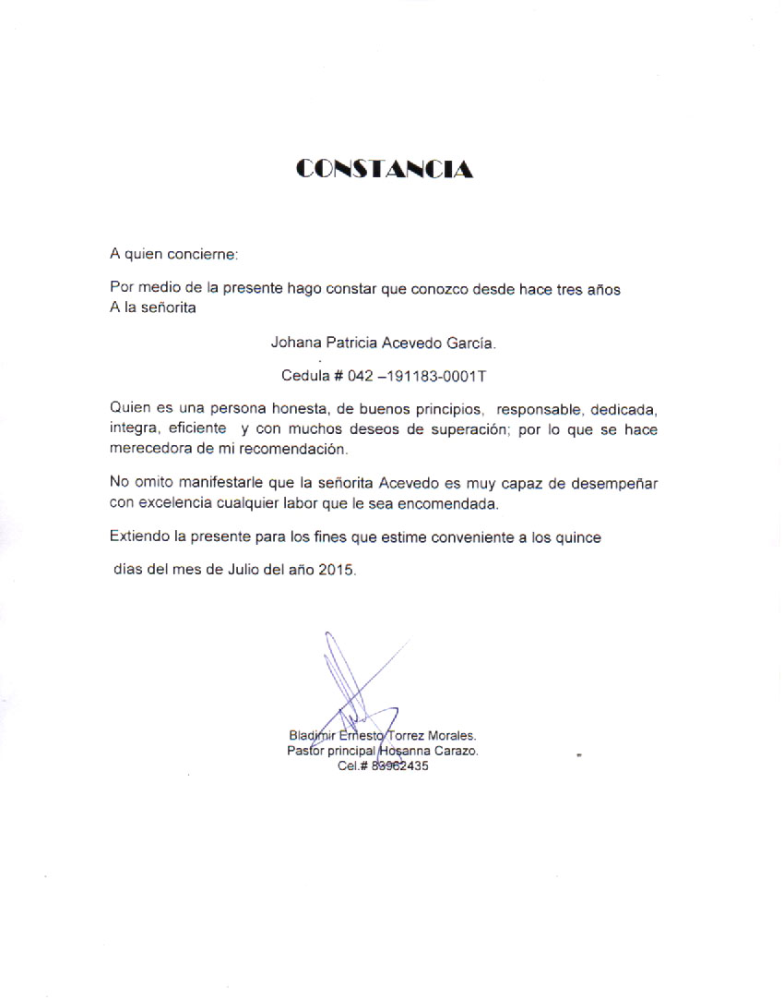 CONSTANCIA
A quien concierne:
Por medio de la presente hago constar que conozco desde hace tres años
A la señorita
Johana Patricia Acevedo García.
Cedula # 042 –191183-0001T
Quien es una persona honesta, de buenos principios, responsable, dedicada,
integra, eficiente y con muchos deseos de superación; por lo que se hace
merecedora de mi recomendación.
No omito manifestarle que la señorita Acevedo es muy capaz de desempeñar
con excelencia cualquier labor que le sea encomendada.
Extiendo la presente para los fines que estime conveniente a los quince
días del mes de Julio del año 2015.
Bladimir Ernesto Torrez Morales.
Pastor principal Hosanna Carazo.
Cel.# 83962435